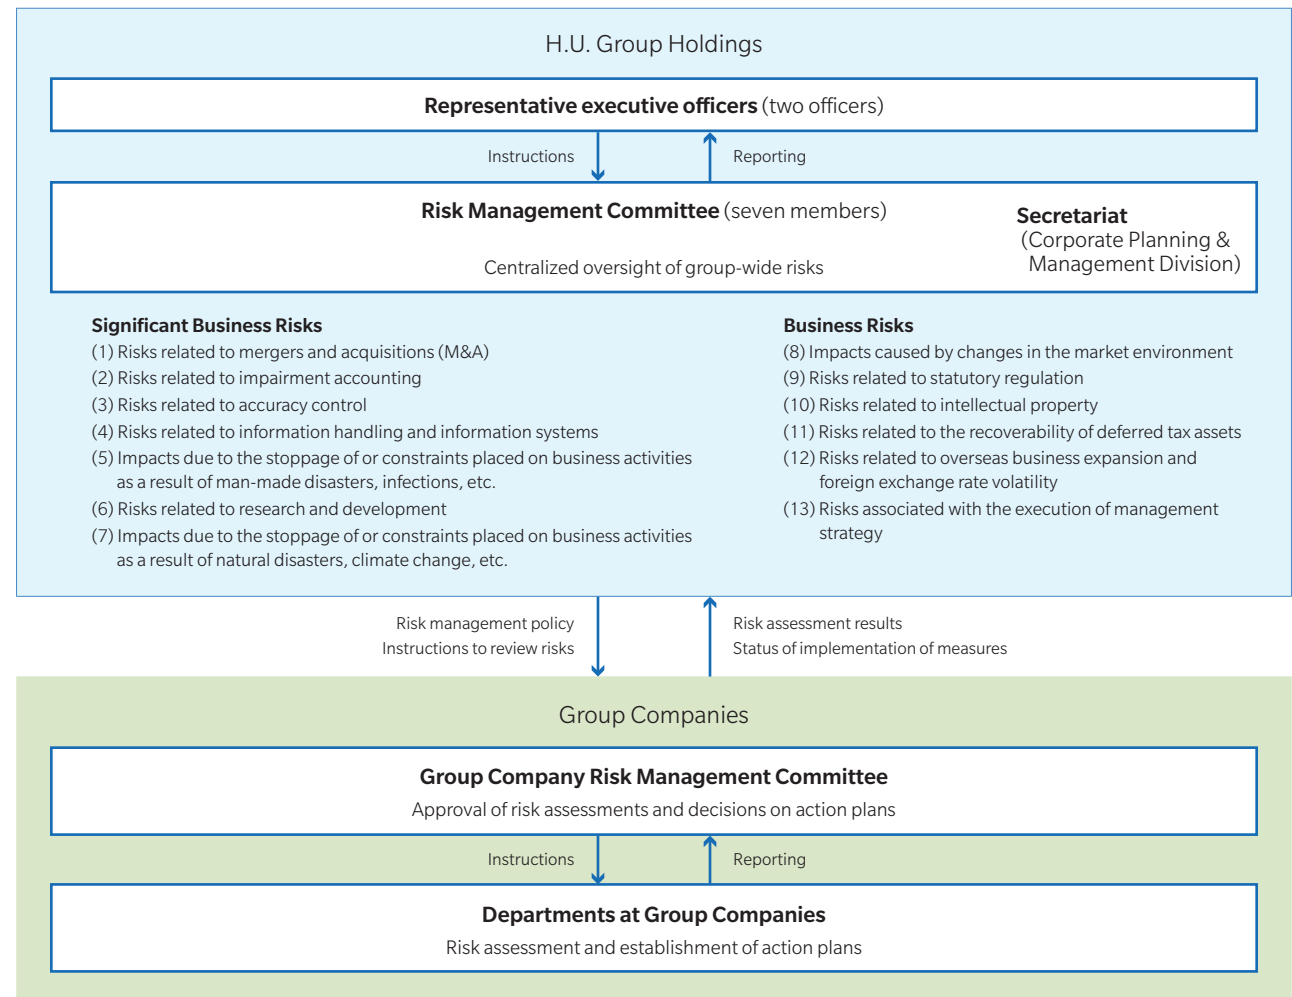 H.U. Group Holdings
Representative executive officers (two officers)
Instructions
Reporting
Risk Management Committee (seven members)
Centralized oversight of group-wide risks
Secretariat
(Corporate Planning &
Management Division)
Significant Business Risks
(1) Risks related to mergers and acquisitions (M&A)
(2) Risks related to impairment accounting
(3) Risks related to accuracy control
(4) Risks related to information handling and information systems
(5) Impacts due to the stoppage of or constraints placed on business activities
as a result of man-made disasters, infections, etc.
(6) Risks related to research and development
(7) Impacts due to the stoppage of or constraints placed on business activities
as a result of natural disasters, climate change, etc.
Business Risks
(8) Impacts caused by changes in the market environment
(9) Risks related to statutory regulation
(10) Risks related to intellectual property
(11) Risks related to the recoverability of deferred tax assets
(12) Risks related to overseas business expansion and
foreign exchange rate volatility
(13) Risks associated with the execution of management
strategy
Risk management policy
Instructions to review risks
Risk assessment results
Status of implementation of measures
Group Companies
Group Company Risk Management Committee
Approval of risk assessments and decisions on action plans
Instructions
Reporting
Departments at Group Companies
Risk assessment and establishment of action plans